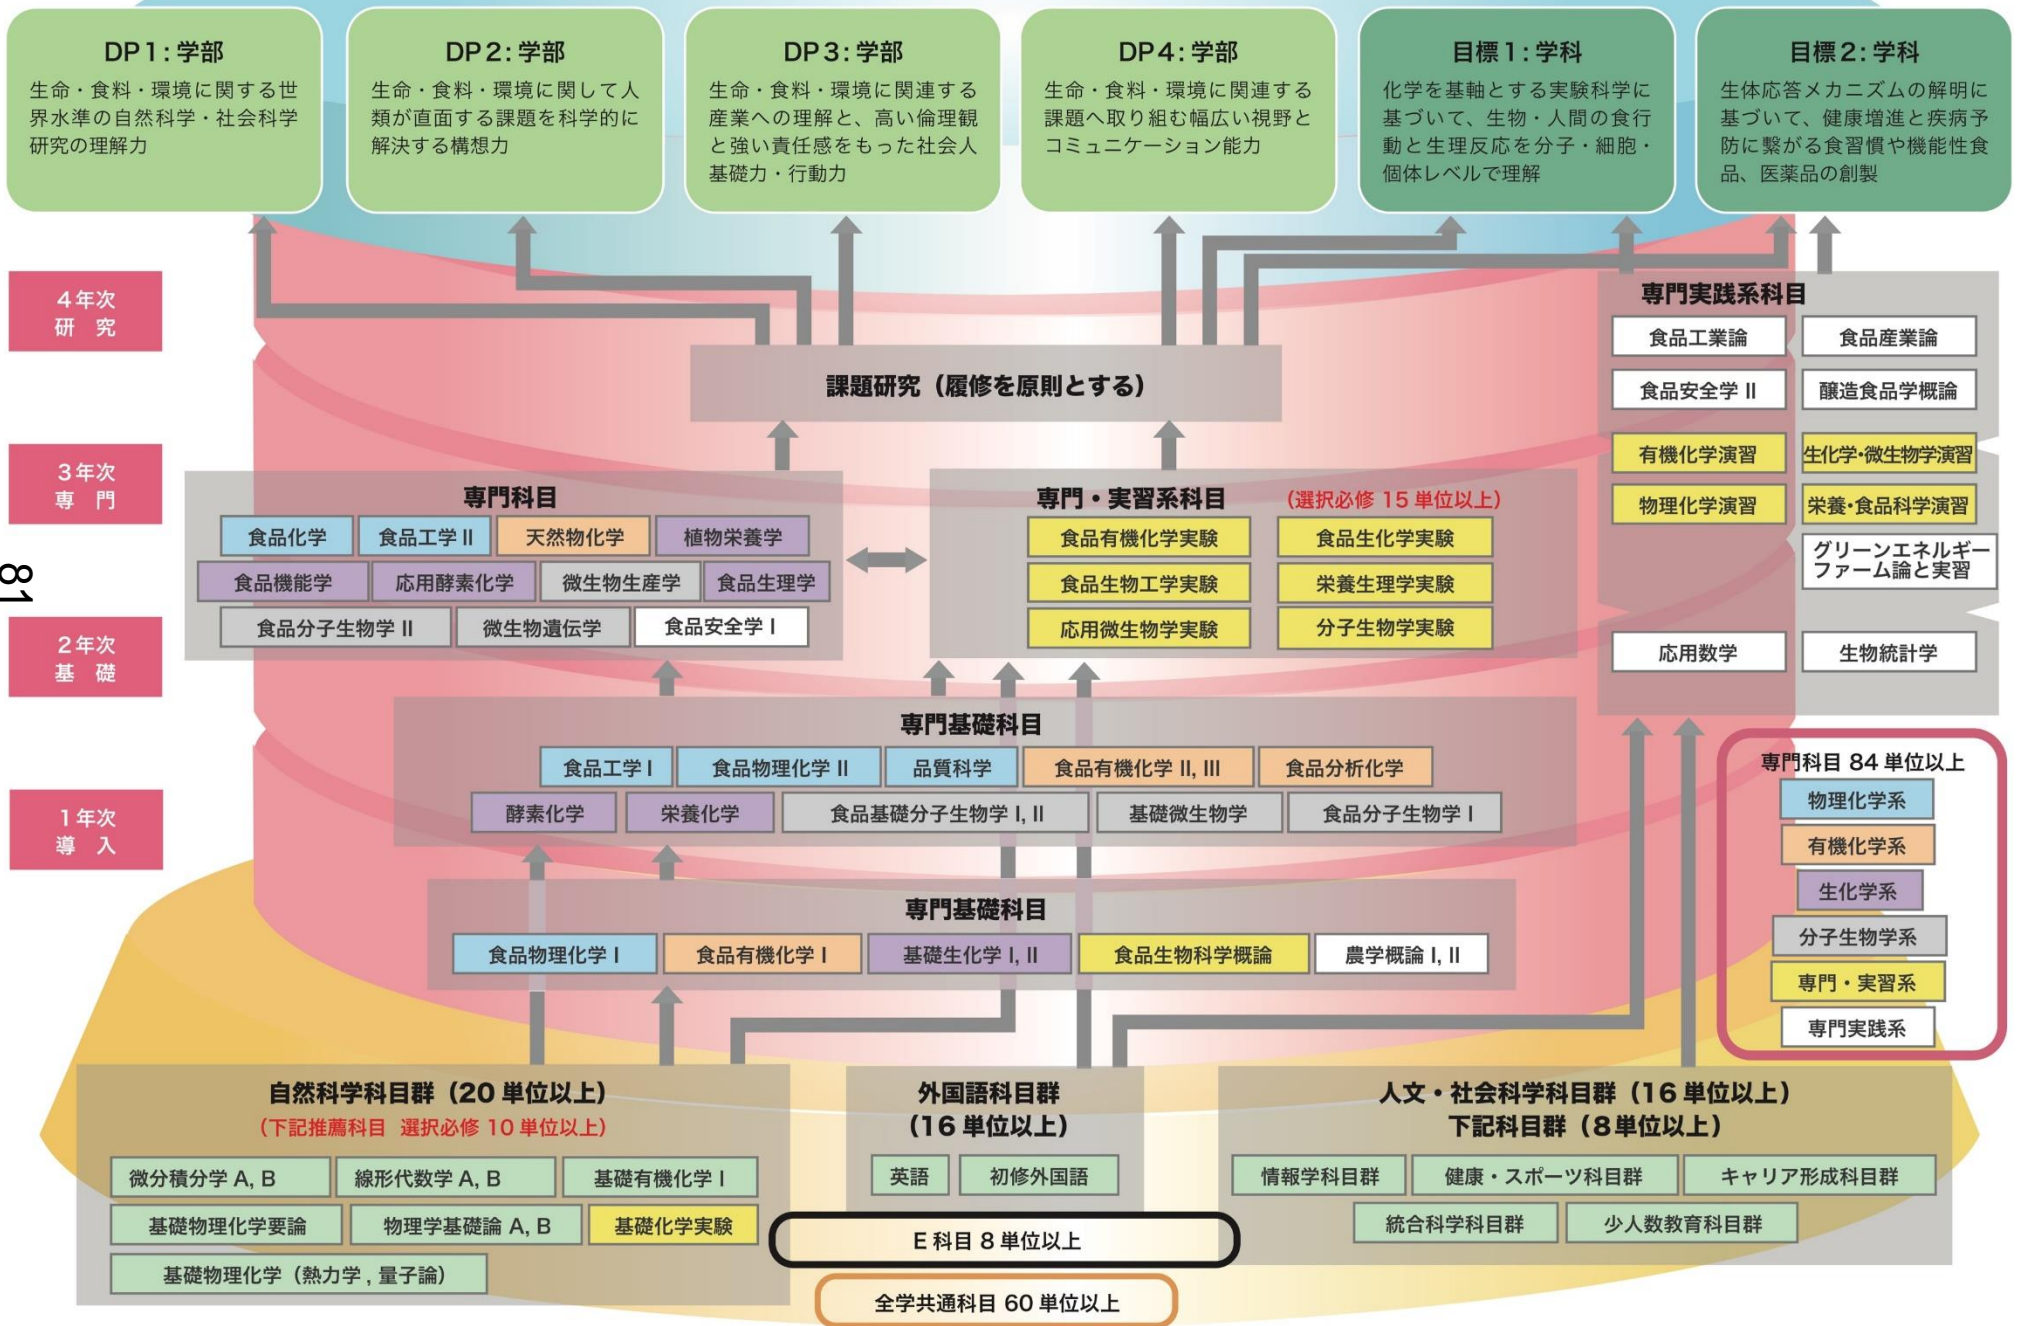 DP1：学部
生命・食料・環境に関する世
界水準の自然科学・社会科学
研究の理解力
DP2：学部
生命・食料・環境に関して人
類が直面する課題を科学的に
解決する構想力
DP3：学部
生命・食料・環境に関連する
産業への理解と、高い倫理観
と強い責任感をもった社会人
基礎力・行動力
DP4：学部
生命・食料・環境に関連する
課題へ取り組む幅広い視野と
コミュニケーション能力
目標1：学科
化学を基軸とする実験科学に
基づいて、生物・人間の食行
動と生理反応を分子・細胞・
個体レベルで理解
目標2：学科
生体応答メカニズムの解明に
基づいて、健康増進と疾病予
防に繋がる食習慣や機能性食
品、医薬品の創製
4年次
研 究
課題研究（履修を原則とする）
専門実践系科目
食品工業論
食品産業論
食品安全学 II
醸造食品学概論
有機化学演習
生化学・微生物学演習
物理化学演習
栄養・食品科学演習
グリーンエネルギー
ファーム論と実習
応用数学
生物統計学
3年次
専 門
専門科目
食品化学
食品工学 II
天然物化学
植物栄養学
食品機能学
応用酵素化学
微生物生産学
食品生理学
食品分子生物学 II
微生物遺伝学
食品安全学 I
専門・実習系科目
（選択必修 15 単位以上）
食品有機化学実験
食品生化学実験
食品生物工学実験
栄養生理学実験
応用微生物学実験
分子生物学実験
81
2年次
基 礎
専門基礎科目
食品工学 I
食品物理化学 II
品質科学
食品有機化学 II, III
食品分析化学
酵素化学
栄養化学
食品基礎分子生物学 I, II
基礎微生物学
食品分子生物学 I
1年次
導 入
専門基礎科目
食品物理化学 I
食品有機化学 I
基礎生化学 I, II
食品生物科学概論
農学概論 I, II
専門科目 84 単位以上
物理化学系
有機化学系
生化学系
分子生物学系
専門・実習系
専門実践系
自然科学科目群（20 単位以上）
（下記推薦科目 選択必修 10 単位以上）
微分積分学 A, B
線形代数学 A, B
基礎有機化学 I
基礎物理化学要論
物理学基礎論 A, B
基礎化学実験
基礎物理化学（熱力学 , 量子論）
外国語科目群
（16 単位以上）
英語
初修外国語
人文・社会科学科目群（16 単位以上）
下記科目群（8単位以上）
情報学科目群
健康・スポーツ科目群
キャリア形成科目群
統合科学科目群
少人数教育科目群
E 科目 8 単位以上
全学共通科目 60 単位以上